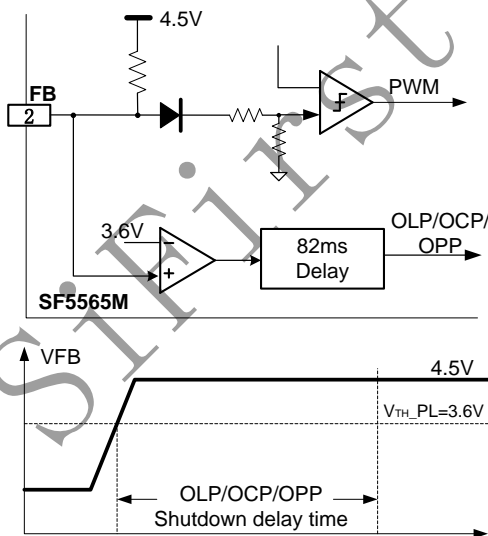 4.5V
FB
2
PWM
3.6V
−
+
82ms
Delay
OLP/OCP/
OPP
SF5565M
VFB
4.5V
VTH_PL=3.6V
OLP/OCP/OPP
Shutdown delay time
SiFirst